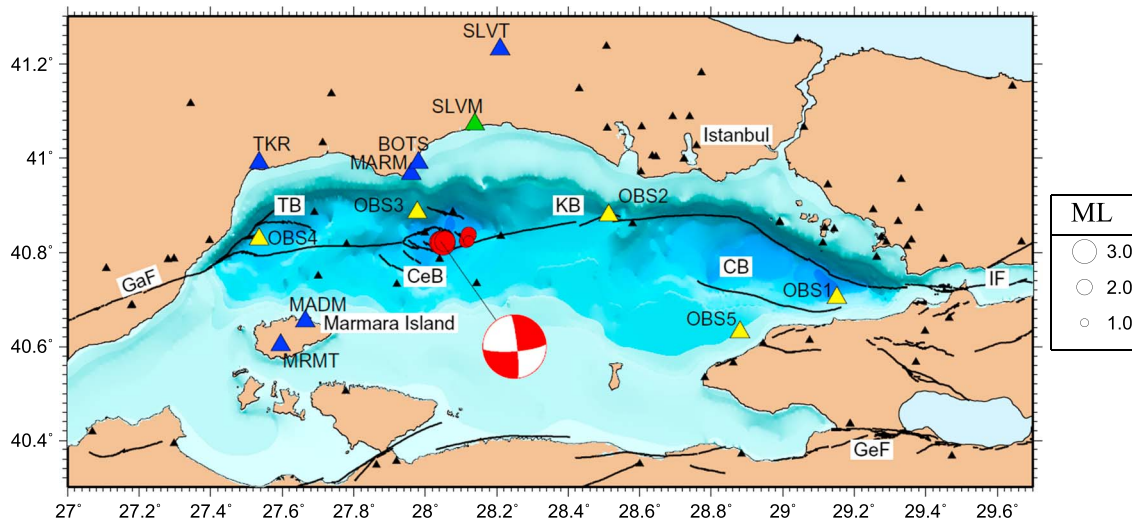 SLVT
41.2°
SLVM
Istanbul
TKR
BOTS
41°
MARM
ML
OBS2
TB
OBS3
KB
OBS4
3.0
40.8°
GaF
CeB
CB
IF
OBS1
2.0
MADM
Marmara Island
OBS5
1.0
40.6°
MRMT
40.4°
GeF
27° 27.2° 27.4° 27.6° 27.8° 28° 28.2° 28.4° 28.6° 28.8° 29° 29.2° 29.4° 29.6°